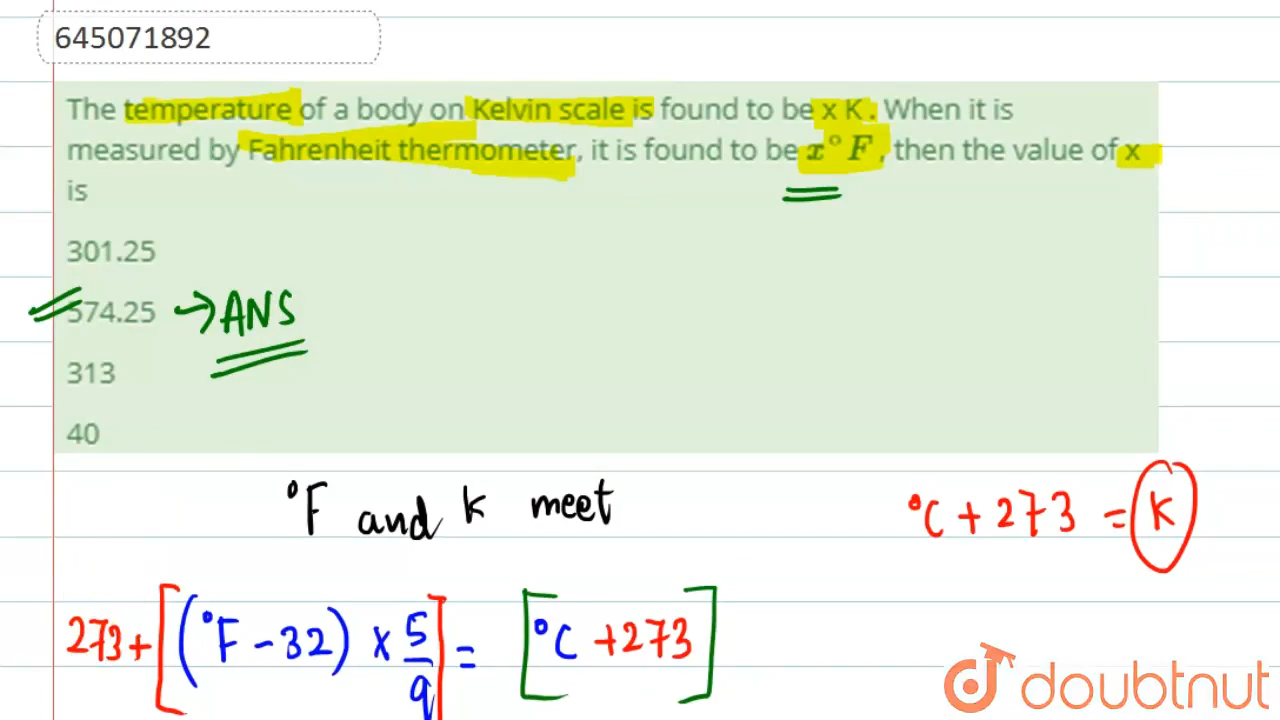 645071892
The temperature of a body on Kelvin scale is found to be x K . When it is
measured by Fahrenheit thermometer, it is found to be x° F , then the value of x
is
301.25
574.25 → ANS
313
40
°F and K meet
°C + 273 = K
273 + [(°F - 32) × 5/9] = [°C + 273]
doubtnut